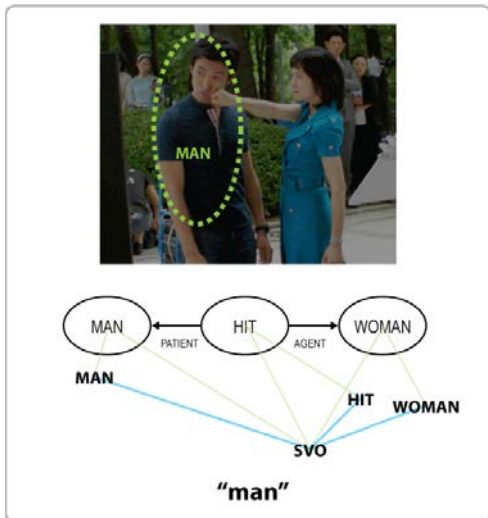 MAN
MAN HIT WOMAN
PATIENT AGENT
MAN
HIT
WOMAN
SVO
“man”